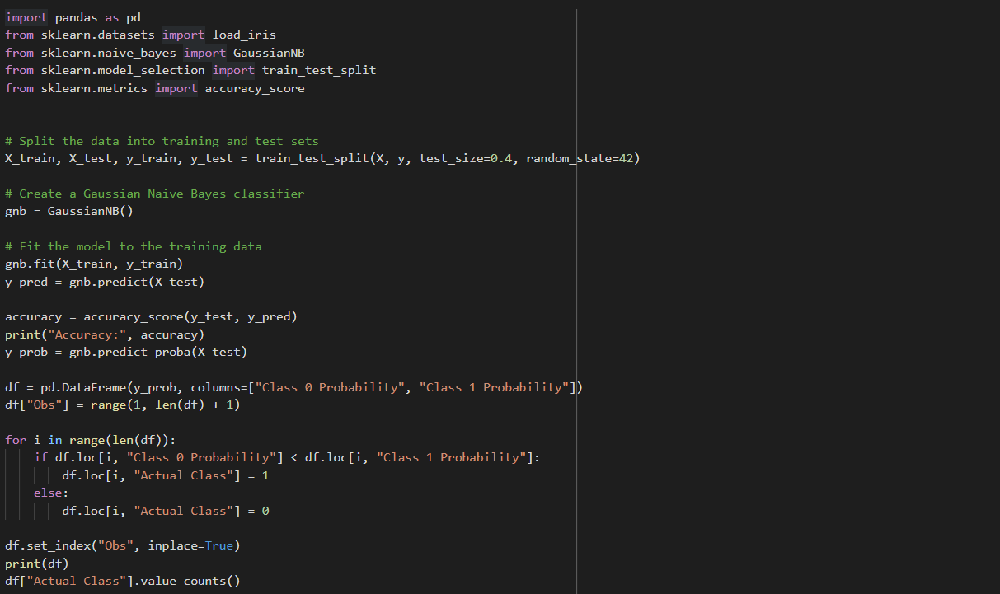 import pandas as pd
from sklearn.datasets import load_iris
from sklearn.naive_bayes import GaussianNB
from sklearn.model_selection import train_test_split
from sklearn.metrics import accuracy_score
# Split the data into training and test sets
X_train, X_test, y_train, y_test = train_test_split(X, y, test_size=0.4, random_state=42)
# Create a Gaussian Naive Bayes classifier
gnb = GaussianNB()
# Fit the model to the training data
gnb.fit(X_train, y_train)
y_pred = gnb.predict(X_test)
accuracy = accuracy_score(y_test, y_pred)
print("Accuracy:", accuracy)
y_prob = gnb.predict_proba(X_test)
df = pd.DataFrame(y_prob, columns=["Class 0 Probability", "Class 1 Probability"])
df["Obs"] = range(1, len(df) + 1)
for i in range(len(df)):
    if df.loc[i, "Class 0 Probability"] < df.loc[i, "Class 1 Probability"]:
        df.loc[i, "Actual Class"] = 1
    else:
        df.loc[i, "Actual Class"] = 0
df.set_index("Obs", inplace=True)
print(df)
df["Actual Class"].value_counts()